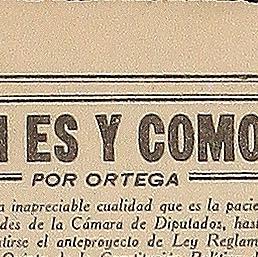 N ES Y COMO
POR ORTEGA
a inapreciable cualidad que es la pacie
des de la Cámara de Diputados, hasi
tirse el anteproyecto de Ley Reglam